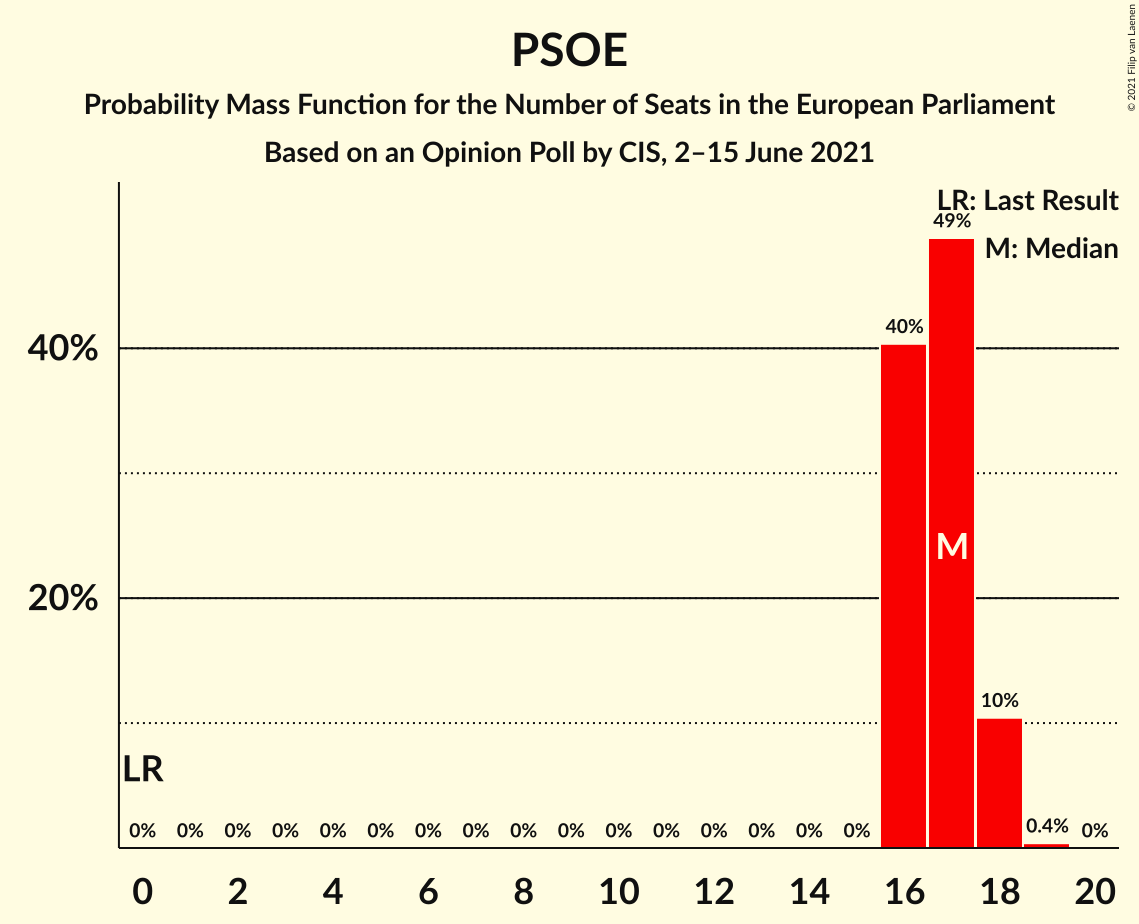 PSOE
Probability Mass Function for the Number of Seats in the European Parliament
Based on an Opinion Poll by CIS, 2–15 June 2021
© 2021 Filip van Laenen
LR: Last Result
M: Median
49%
40%
40%
M
20%
10%
LR
0% 0% 0% 0% 0% 0% 0% 0% 0% 0% 0% 0% 0% 0% 0% 0% 0.4% 0%
0 2 4 6 8 10 12 14 16 18 20